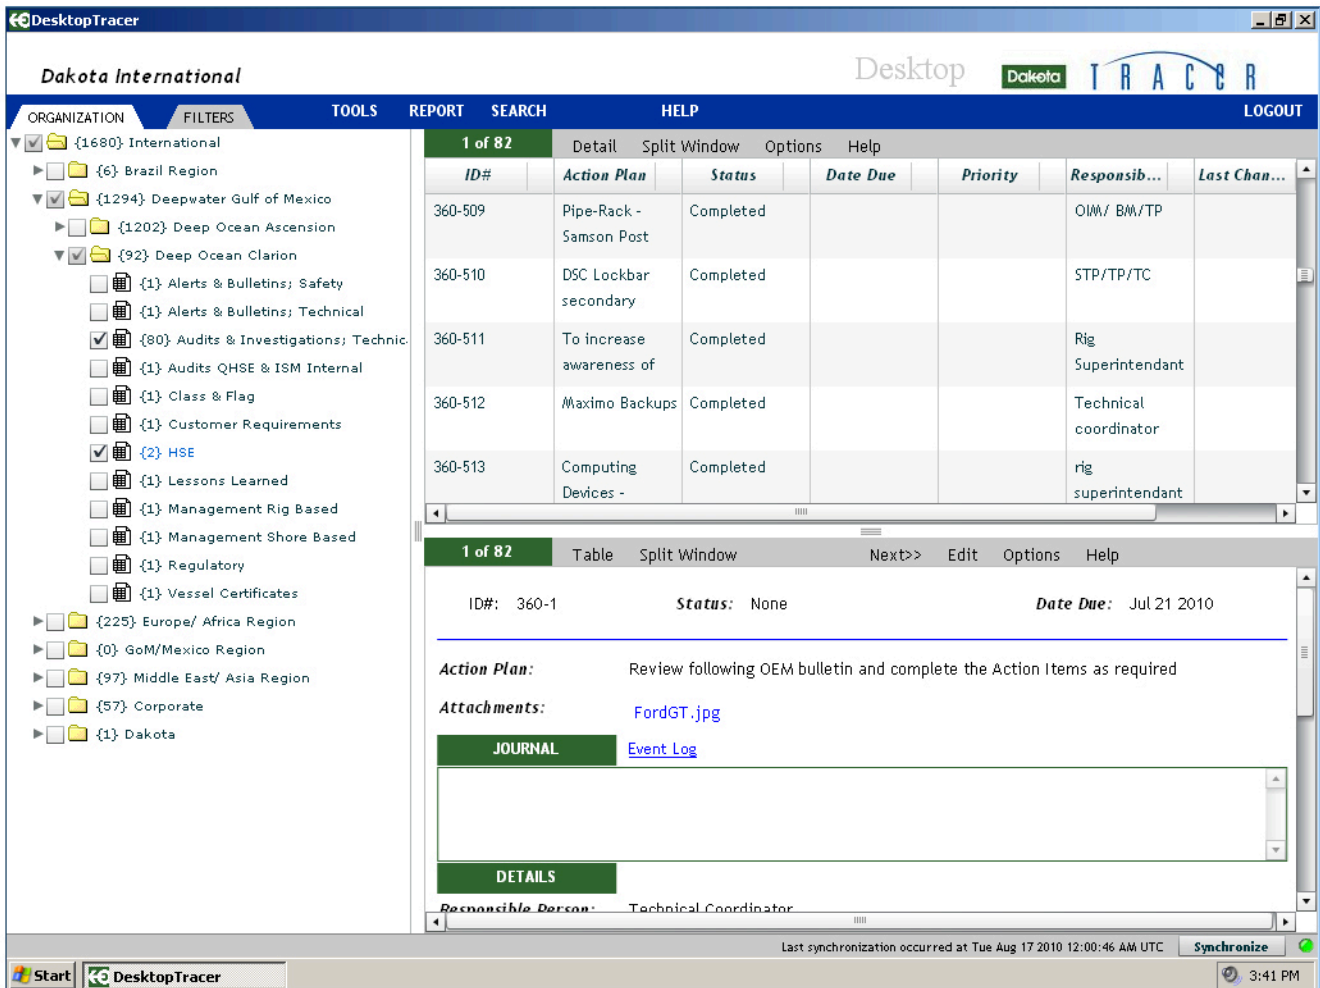 DesktopTracer
Dakota International
Desktop Dakota TRACER
ORGANIZATION FILTERS TOOLS REPORT SEARCH HELP LOGOUT
{1680} International
{6} Brazil Region
{1294} Deepwater Gulf of Mexico
{1202} Deep Ocean Ascension
{92} Deep Ocean Clarion
{1} Alerts & Bulletins; Safety
{1} Alerts & Bulletins; Technical
{80} Audits & Investigations; Technic
{1} Audits QHSE & ISM Internal
{1} Class & Flag
{1} Customer Requirements
{2} HSE
{1} Lessons Learned
{1} Management Rig Based
{1} Management Shore Based
{1} Regulatory
{1} Vessel Certificates
{225} Europe/ Africa Region
{0} GoM/Mexico Region
{97} Middle East/ Asia Region
{57} Corporate
{1} Dakota
1 of 82 Detail Split Window Options Help
ID# Action Plan Status Date Due Priority Responsib... Last Chan...
360-509 Pipe-Rack - Completed OIM/ BM/TP
Samson Post
360-510 DSC Lockbar Completed STP/TP/TC
secondary
360-511 To increase Completed Rig
awareness of Superintendant
360-512 Maximo Backups Completed Technical
coordinator
360-513 Computing Completed rig
Devices - superintendant
1 of 82 Table Split Window Next>> Edit Options Help
ID#: 360-1 Status: None Date Due: Jul 21 2010
Action Plan: Review following OEM bulletin and complete the Action Items as required
Attachments: FordGT.jpg
JOURNAL Event Log
DETAILS
Responsible Person: Technical Coordinator
Last synchronization occurred at Tue Aug 17 2010 12:00:46 AM UTC Synchronize
Start DesktopTracer 3:41 PM